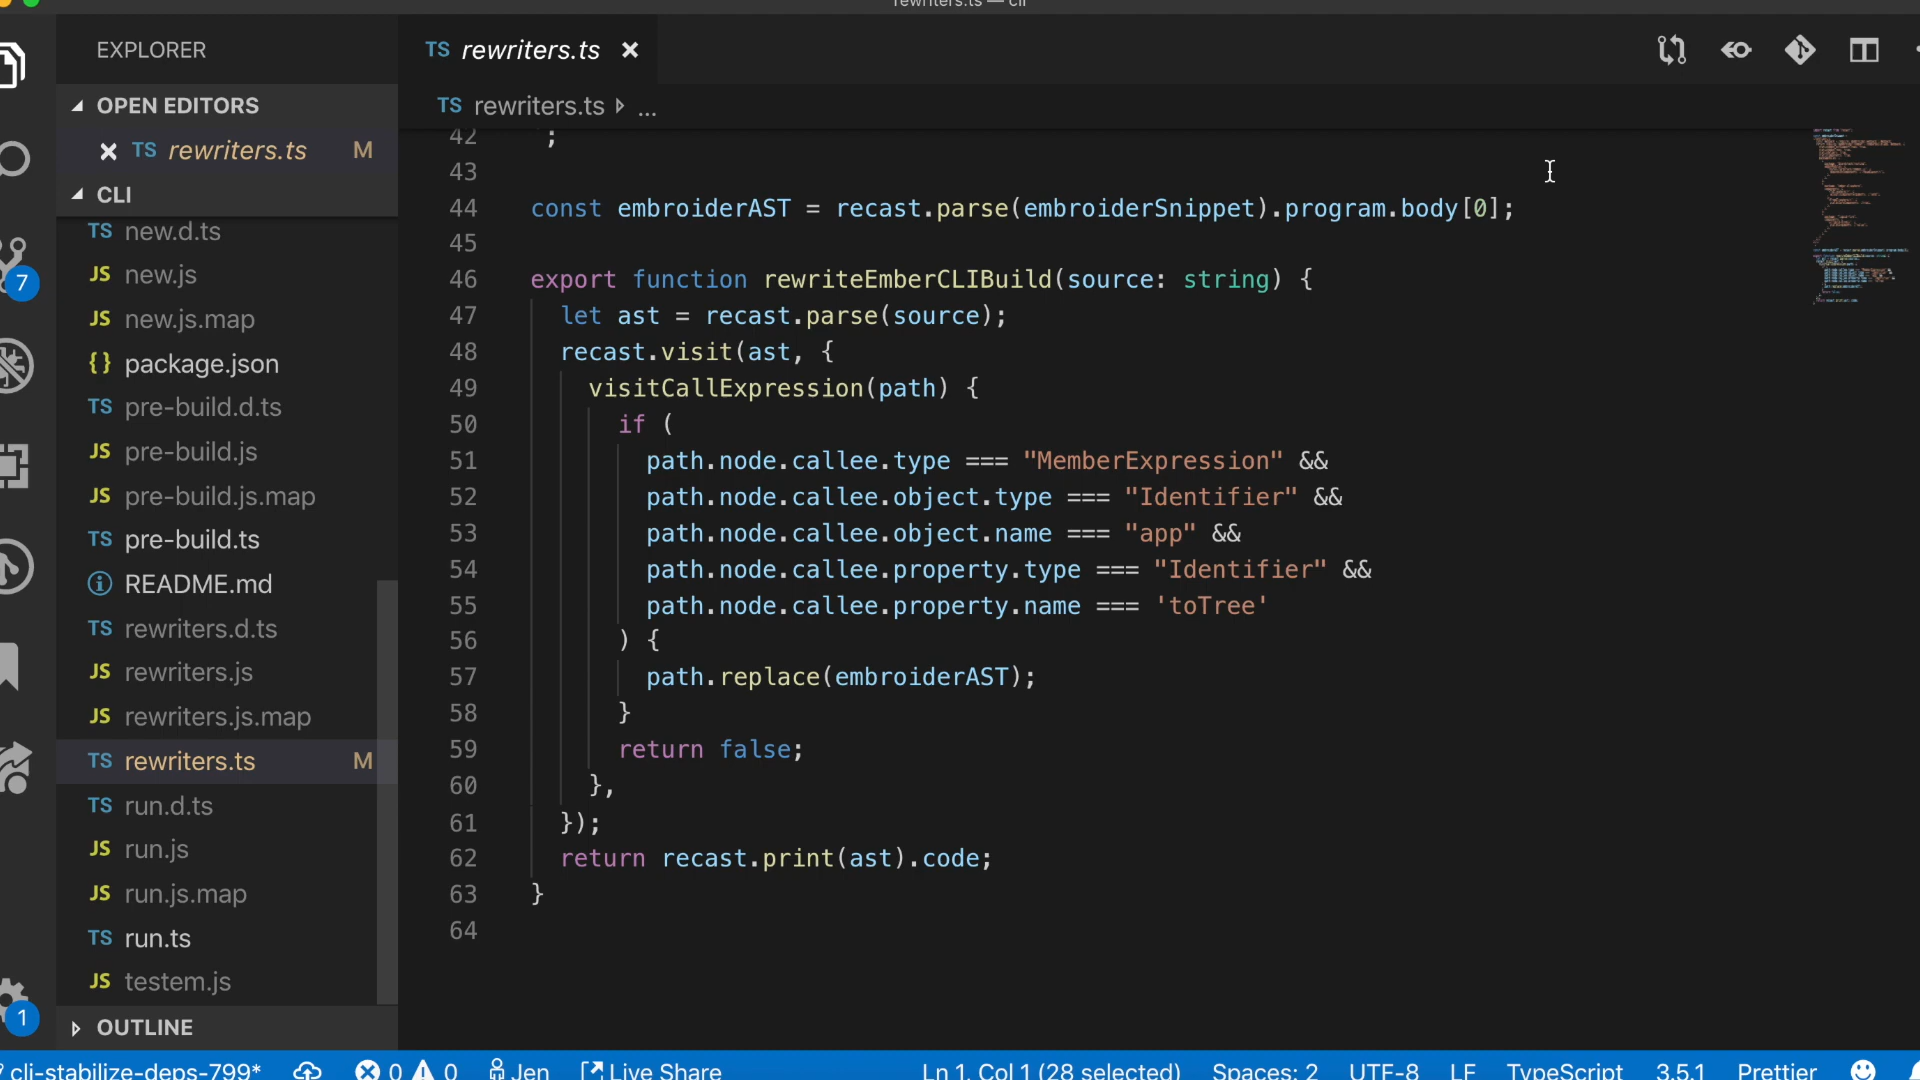 rewriters.ts — cli
EXPLORER
OPEN EDITORS
TS rewriters.ts M
CLI
TS new.d.ts
JS new.js
JS new.js.map
{} package.json
TS pre-build.d.ts
JS pre-build.js
JS pre-build.js.map
TS pre-build.ts
README.md
TS rewriters.d.ts
JS rewriters.js
JS rewriters.js.map
TS rewriters.ts M
TS run.d.ts
JS run.js
JS run.js.map
TS run.ts
JS testem.js
OUTLINE
7
1
TS rewriters.ts
TS rewriters.ts ...
42 `;
43
44 const embroiderAST = recast.parse(embroiderSnippet).program.body[0];
45
46 export function rewriteEmberCLIBuild(source: string) {
47 let ast = recast.parse(source);
48 recast.visit(ast, {
49 visitCallExpression(path) {
50 if (
51 path.node.callee.type === "MemberExpression" &&
52 path.node.callee.object.type === "Identifier" &&
53 path.node.callee.object.name === "app" &&
54 path.node.callee.property.type === "Identifier" &&
55 path.node.callee.property.name === 'toTree'
56 ) {
57 path.replace(embroiderAST);
58 }
59 return false;
60 },
61 });
62 return recast.print(ast).code;
63 }
64
cli-stabilize-deps-799* 0 0 Jen Live Share Ln 1, Col 1 (28 selected) Spaces: 2 UTF-8 LF TypeScript 3.5.1 Prettier